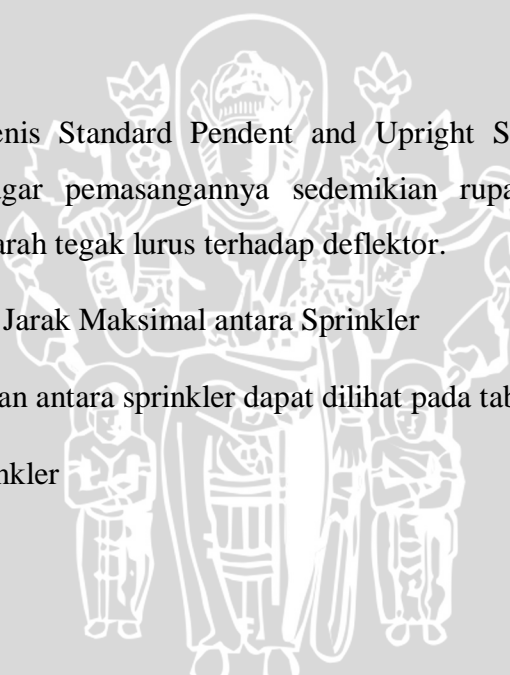 enis Standard Pendent and Upright S
gar pemasangannya sedemikian rupa
arah tegak lurus terhadap deflektor.
Jarak Maksimal antara Sprinkler
an antara sprinkler dapat dilihat pada tab
nkler